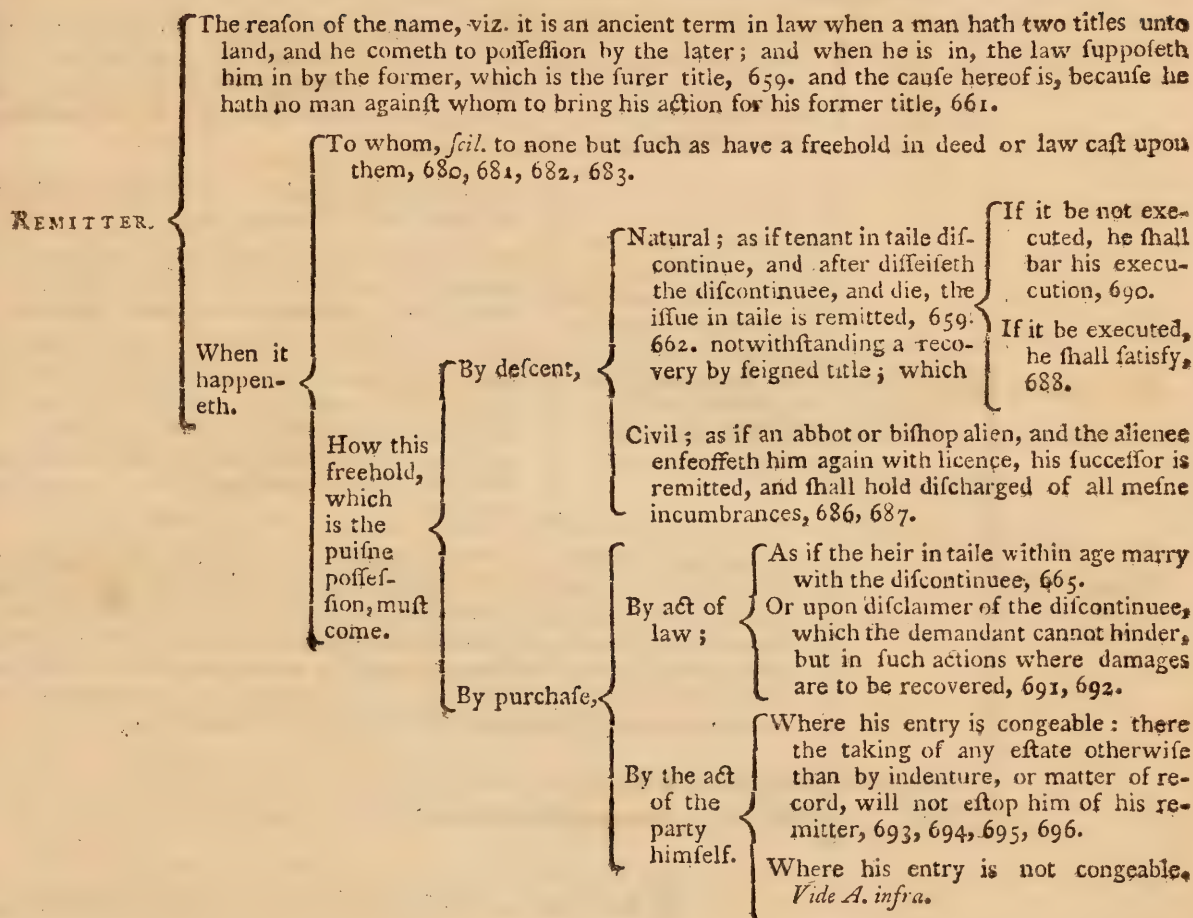 The reaſon of the name, viz. it is an ancient term in law when a man hath two titles unto
land, and he cometh to poſſeſſion by the later; and when he is in, the law ſuppoſeth
him in by the former, which is the ſurer title, 659. and the cauſe hereof is, becauſe he
hath no man againſt whom to bring his action for his former title, 661.
REMITTER.
When it
happen-
eth.
To whom, ſcil. to none but ſuch as have a freehold in deed or law caſt upon
them, 680, 681, 682, 683.
How this
freehold,
which
is the
puiſne
poſſeſ-
ſion, muſt
come.
By deſcent,
Natural; as if tenant in taile diſ-
continue, and after diſſeiſeth
the diſcontinuee, and die, the
iſſue in taile is remitted, 659.
662. notwithſtanding a reco-
very by feigned title; which
If it be not exe-
cuted, he ſhall
bar his execu-
cution, 690.
If it be executed,
he ſhall ſatisfy,
688.
Civil; as if an abbot or biſhop alien, and the alienee
enfeoffeth him again with licence, his ſucceſſor is
remitted, and ſhall hold diſcharged of all meſne
incumbrances, 686, 687.
By purchaſe,
By act of
law;
As if the heir in taile within age marry
with the diſcontinuee, 665.
Or upon diſclaimer of the diſcontinuee,
which the demandant cannot hinder,
but in ſuch actions where damages
are to be recovered, 691, 692.
By the act
of the
party
himſelf.
Where his entry is congeable: there
the taking of any eſtate otherwiſe
than by indenture, or matter of re-
cord, will not eſtop him of his re-
mitter, 693, 694, 695, 696.
Where his entry is not congeable.
Vide A. infra.